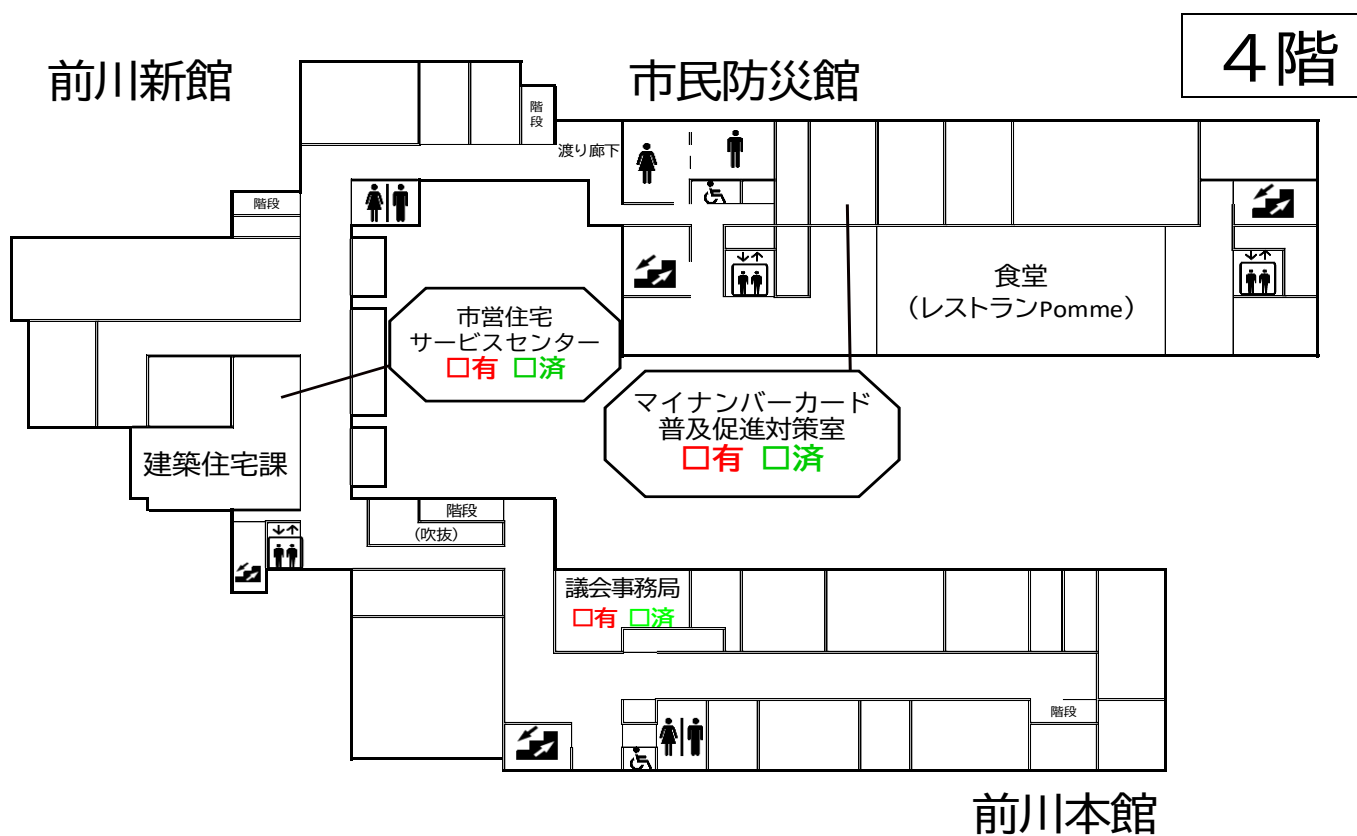 4階
前川新館
市民防災館
階
段
渡り廊下
階段
食堂
（レストランPomme）
市営住宅
サービスセンター
□有 □済
マイナンバーカード
普及促進対策室
□有 □済
建築住宅課
階段
（吹抜）
議会事務局
□有 □済
階段
前川本館